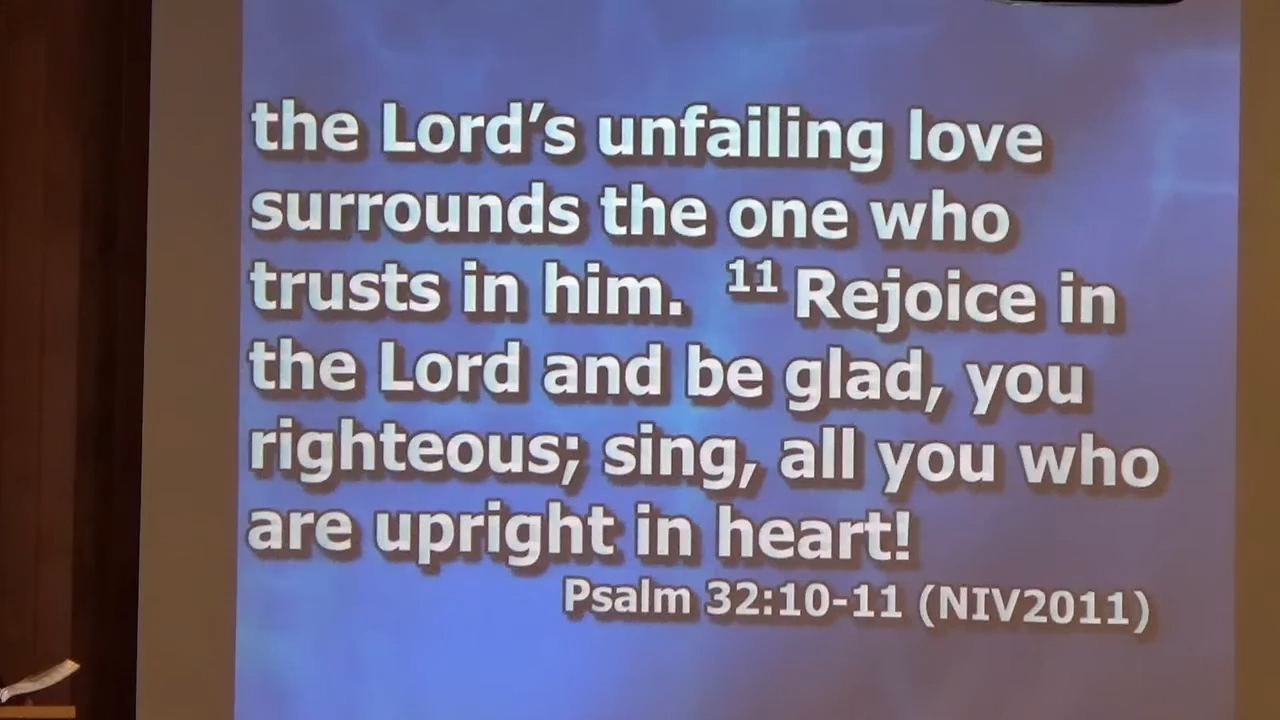 the Lord’s unfailing love
surrounds the one who
trusts in him. ¹¹ Rejoice in
the Lord and be glad, you
righteous; sing, all you who
are upright in heart!
Psalm 32:10-11 (NIV2011)